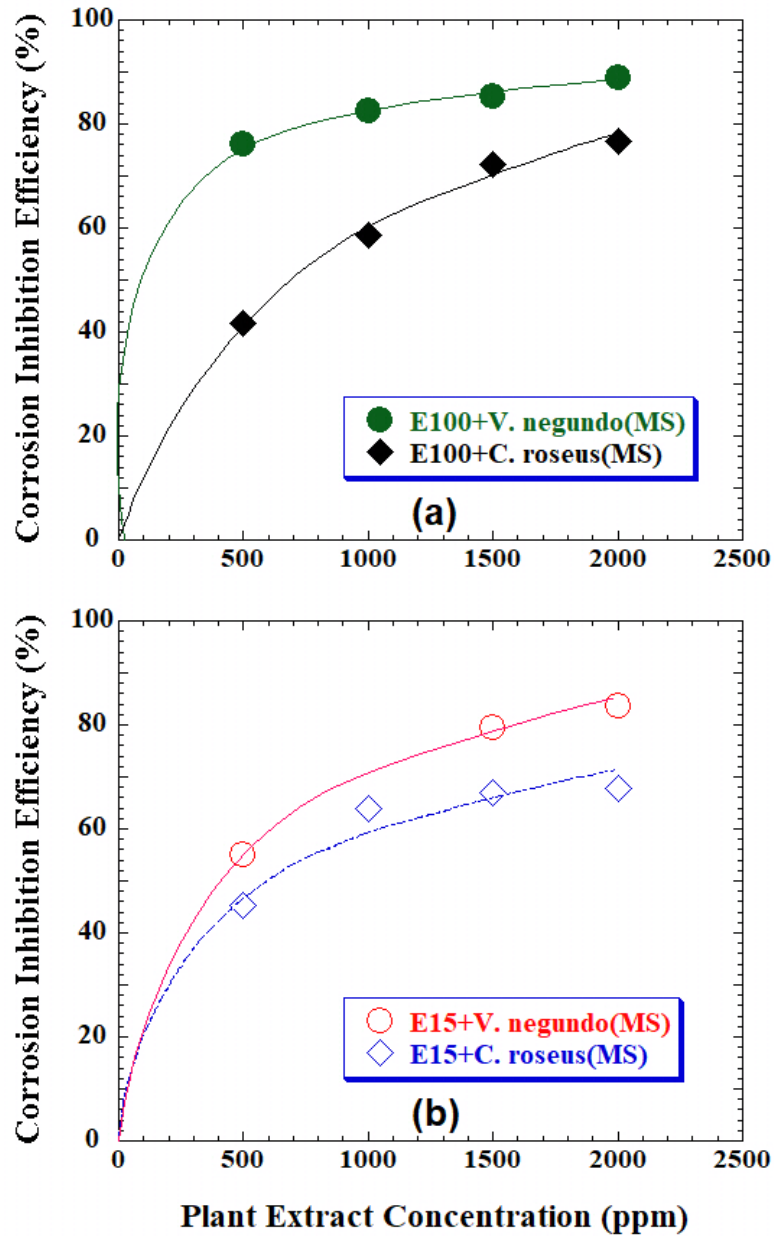 Corrosion Inhibition Efficiency (%)
100
80
60
40
20
0
E100+V. negundo(MS)
E100+C. roseus(MS)
(a)
0 500 1000 1500 2000 2500
Corrosion Inhibition Efficiency (%)
100
80
60
40
20
0
E15+V. negundo(MS)
E15+C. roseus(MS)
(b)
0 500 1000 1500 2000 2500
Plant Extract Concentration (ppm)